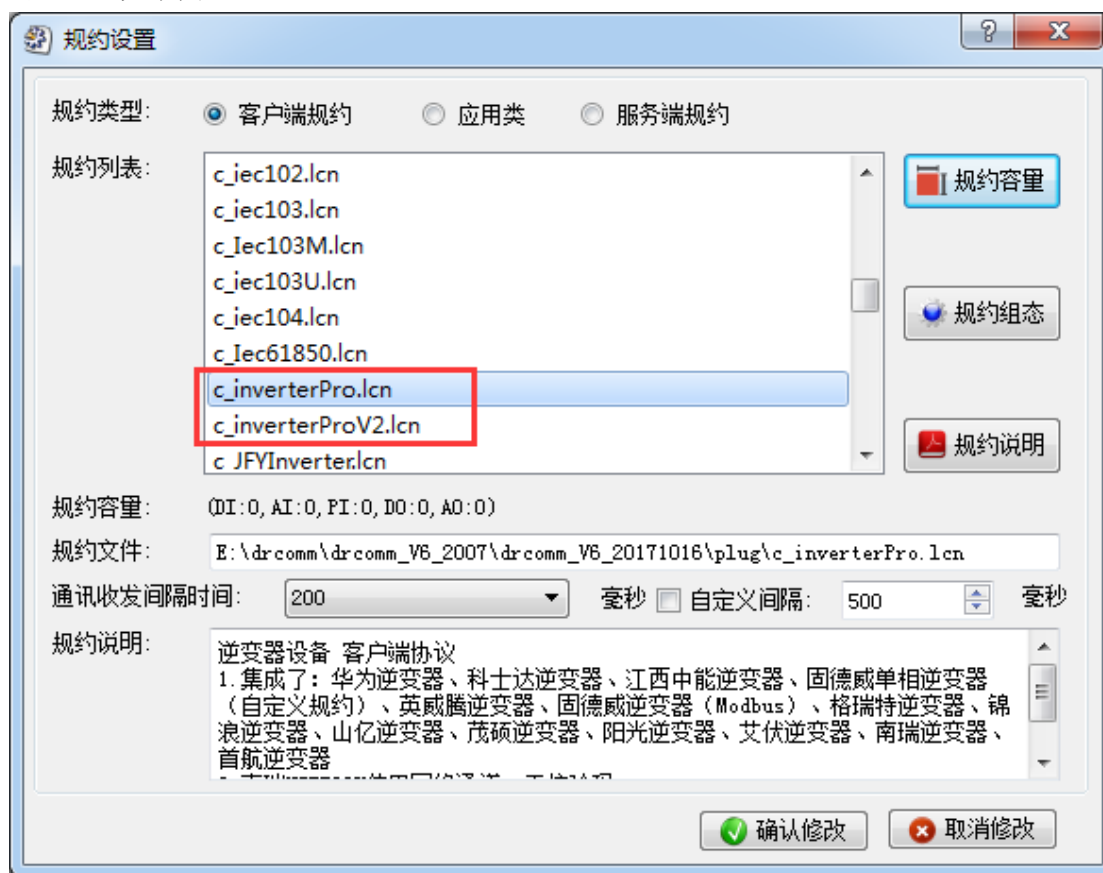 规约设置
规约类型: 客户端规约 应用类 服务端规约
规约列表:
c_iec102.lcn
c_iec103.lcn
c_Iec103M.lcn
c_iec103U.lcn
c_iec104.lcn
c_Iec61850.lcn
c_inverterPro.lcn
c_inverterProV2.lcn
c_JFYInverter.lcn
规约容量
规约组态
规约说明
规约容量: (DI:0, AI:0, PI:0, DO:0, AO:0)
规约文件: E:\drcomm\drcomm_V6_2007\drcomm_V6_20171016\plug\c_inverterPro.lcn
通讯收发间隔时间: 200 毫秒 自定义间隔: 500 毫秒
规约说明:
逆变器设备 客户端协议
1.集成了: 华为逆变器、科士达逆变器、江西中能逆变器、固德威单相逆变器
（自定义规约）、英威腾逆变器、固德威逆变器（Modbus）、格瑞特逆变器、锦
浪逆变器、山亿逆变器、茂硕逆变器、阳光逆变器、艾伏逆变器、南瑞逆变器、
首航逆变器
确认修改 取消修改